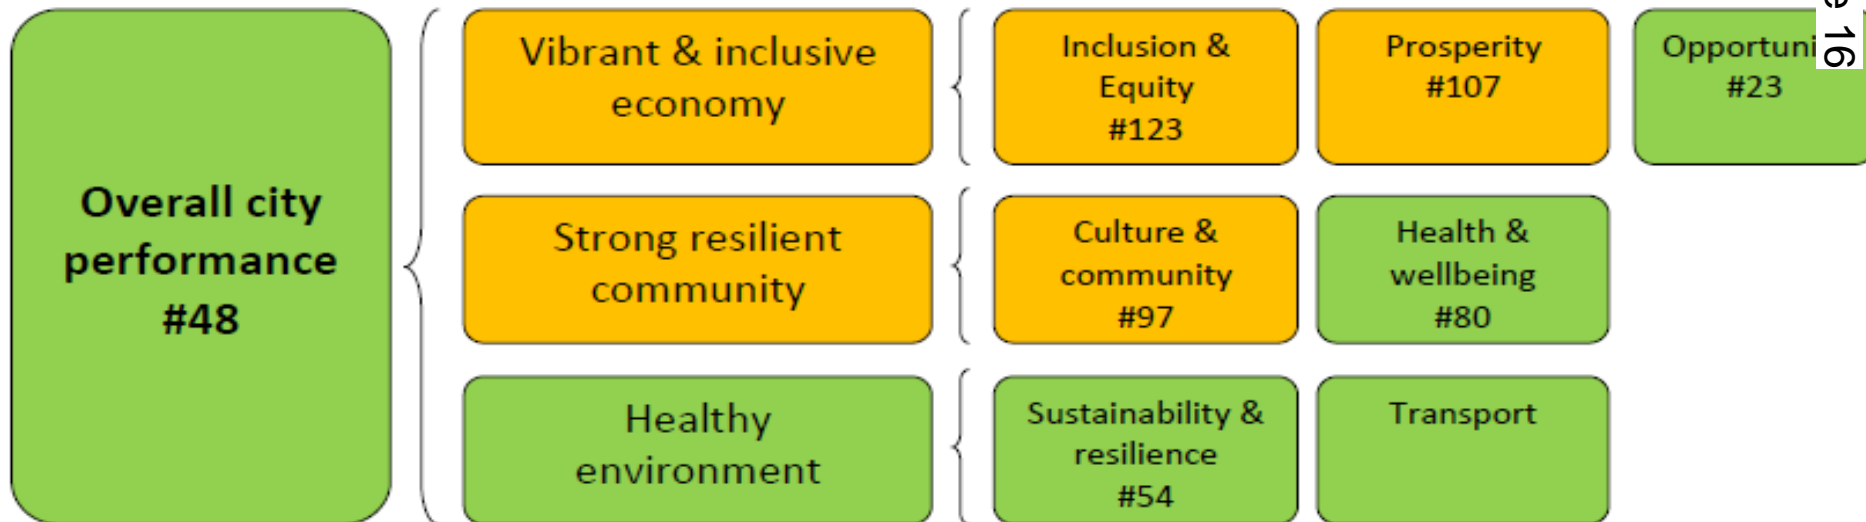 Overall city
performance
#48
Vibrant & inclusive
economy
Inclusion &
Equity
#123
Prosperity
#107
#23
Strong resilient
community
Culture &
community
#97
Health &
wellbeing
#80
Healthy
environment
Sustainability &
resilience
#54
Transport
16